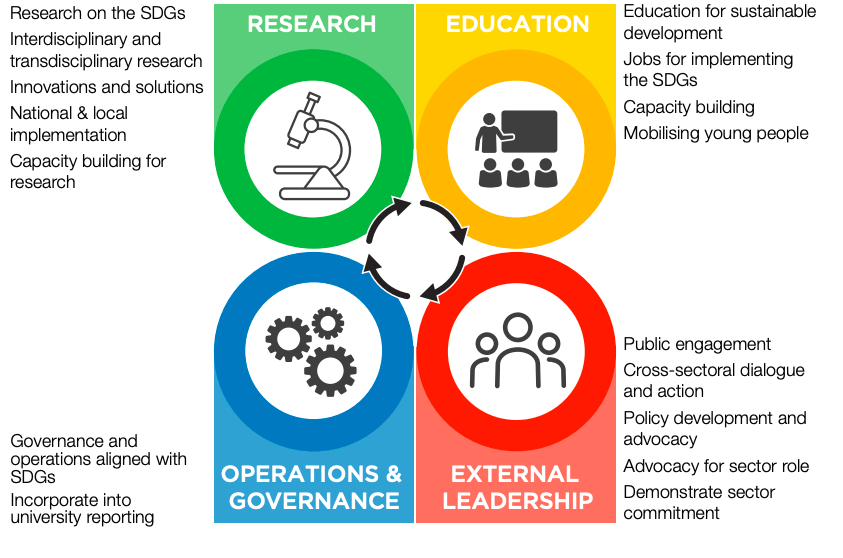 RESEARCH
Research on the SDGs
Interdisciplinary and
transdisciplinary research
Innovations and solutions
National & local
implementation
Capacity building for
research
EDUCATION
Education for sustainable
development
Jobs for implementing
the SDGs
Capacity building
Mobilising young people
OPERATIONS &
GOVERNANCE
Governance and
operations aligned with
SDGs
Incorporate into
university reporting
EXTERNAL
LEADERSHIP
Public engagement
Cross-sectoral dialogue
and action
Policy development and
advocacy
Advocacy for sector role
Demonstrate sector
commitment